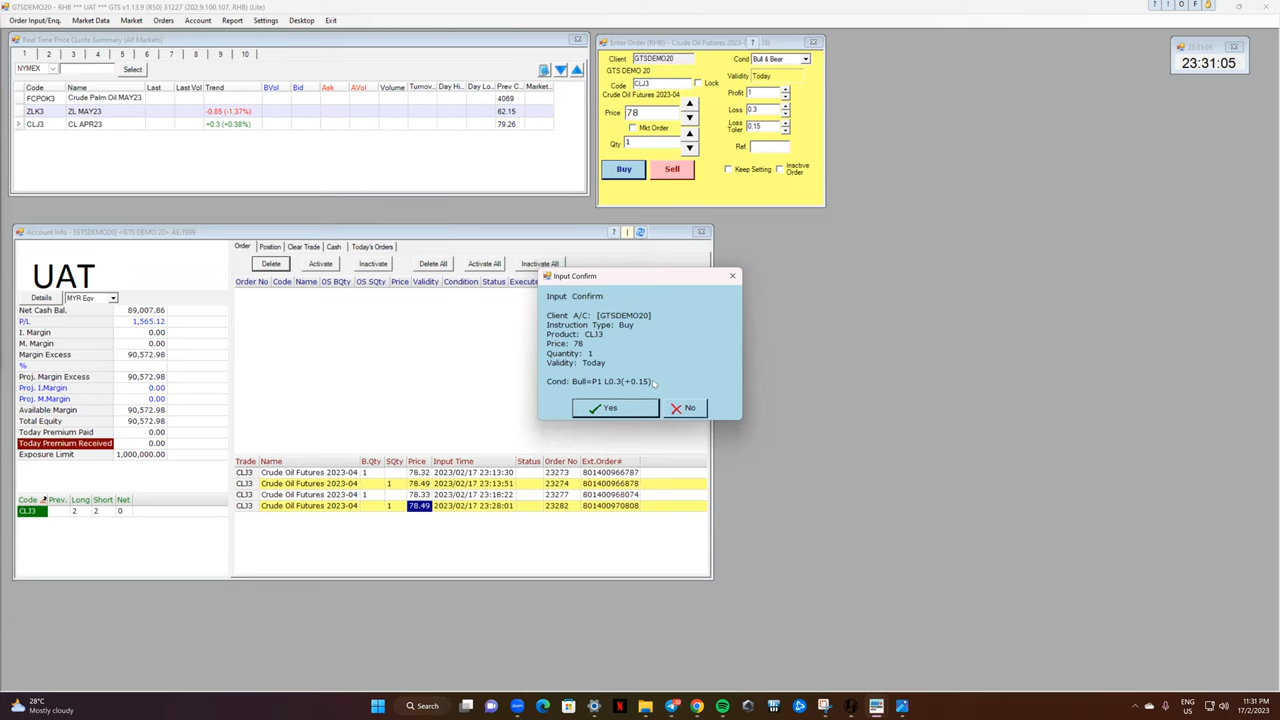 GTSDEMO20 - RHB *** UAT *** GTS v1.13.9 (R50) 31227 (202.9.100.107, RHB) (Lite)
Order Input/Enq. Market Data Market Orders Account Report Settings Desktop Exit
Real Time Price Quote Summary (All Markets)
1 2 3 4 5 6 7 8 9 10
NYMEX Select
Code Name Last Last Vol Trend BVol Bid Ask AVol Volume Turnov.. Day Hi.. Day Lo.. Prev C.. Market..
FCPOK3 Crude Palm Oil MAY23 4069
ZLK3 ZL MAY23 -0.85 (-1.37%) 62.15
CLJ3 CL APR23 +0.3 (+0.38%) 79.26
Enter Order (RHB) - Crude Oil Futures 2023-0
Client GTSDEMO20 Cond Bull & Bear
GTS DEMO 20 Validity Today
Code CLJ3 Lock Profit 1
Crude Oil Futures 2023-04
Price 78 Loss 0.3
Mkt Order Loss Toler 0.15
Qty 1 Ref.
Buy Sell Keep Setting Inactive Order
23:31:05
23:31:05
Account Info - [GTSDEMO20] <GTS DEMO 20> AE:T999
UAT
Details MYR Eqv.
Net Cash Bal. 89,007.86
P/L 1,565.12
I. Margin 0.00
M. Margin 0.00
Margin Excess 90,572.98
%
Proj. Margin Excess 90,572.98
Proj. I.Margin 0.00
Proj. M.Margin 0.00
Available Margin 90,572.98
Total Equity 90,572.98
Today Premium Paid 0.00
Today Premium Received 0.00
Exposure Limit 1,000,000.00
Code Prev. Long Short Net
CLJ3 2 2 0
Order Position Clear Trade Cash Today's Orders
Delete Activate Inactivate Delete All Activate All Inactivate All
Order No Code Name OS BQty OS SQty Price Validity Condition Status Execute
Trade Name B.Qty SQty Price Input Time Status Order No Ext.Order#
CLJ3 Crude Oil Futures 2023-04 1 78.32 2023/02/17 23:13:30 23273 801400966787
CLJ3 Crude Oil Futures 2023-04 1 78.49 2023/02/17 23:13:51 23274 801400966878
CLJ3 Crude Oil Futures 2023-04 1 78.33 2023/02/17 23:18:22 23277 801400968074
CLJ3 Crude Oil Futures 2023-04 1 78.49 2023/02/17 23:28:01 23282 801400970808
Input Confirm
Input Confirm
Client A/C: [GTSDEMO20]
Instruction Type: Buy
Product: CLJ3
Price: 78
Quantity: 1
Validity: Today
Cond: Bull=P1 L0.3(+0.15)
Yes No
28°C
Mostly cloudy
Search
ENG
US
11:31 PM
17/2/2023